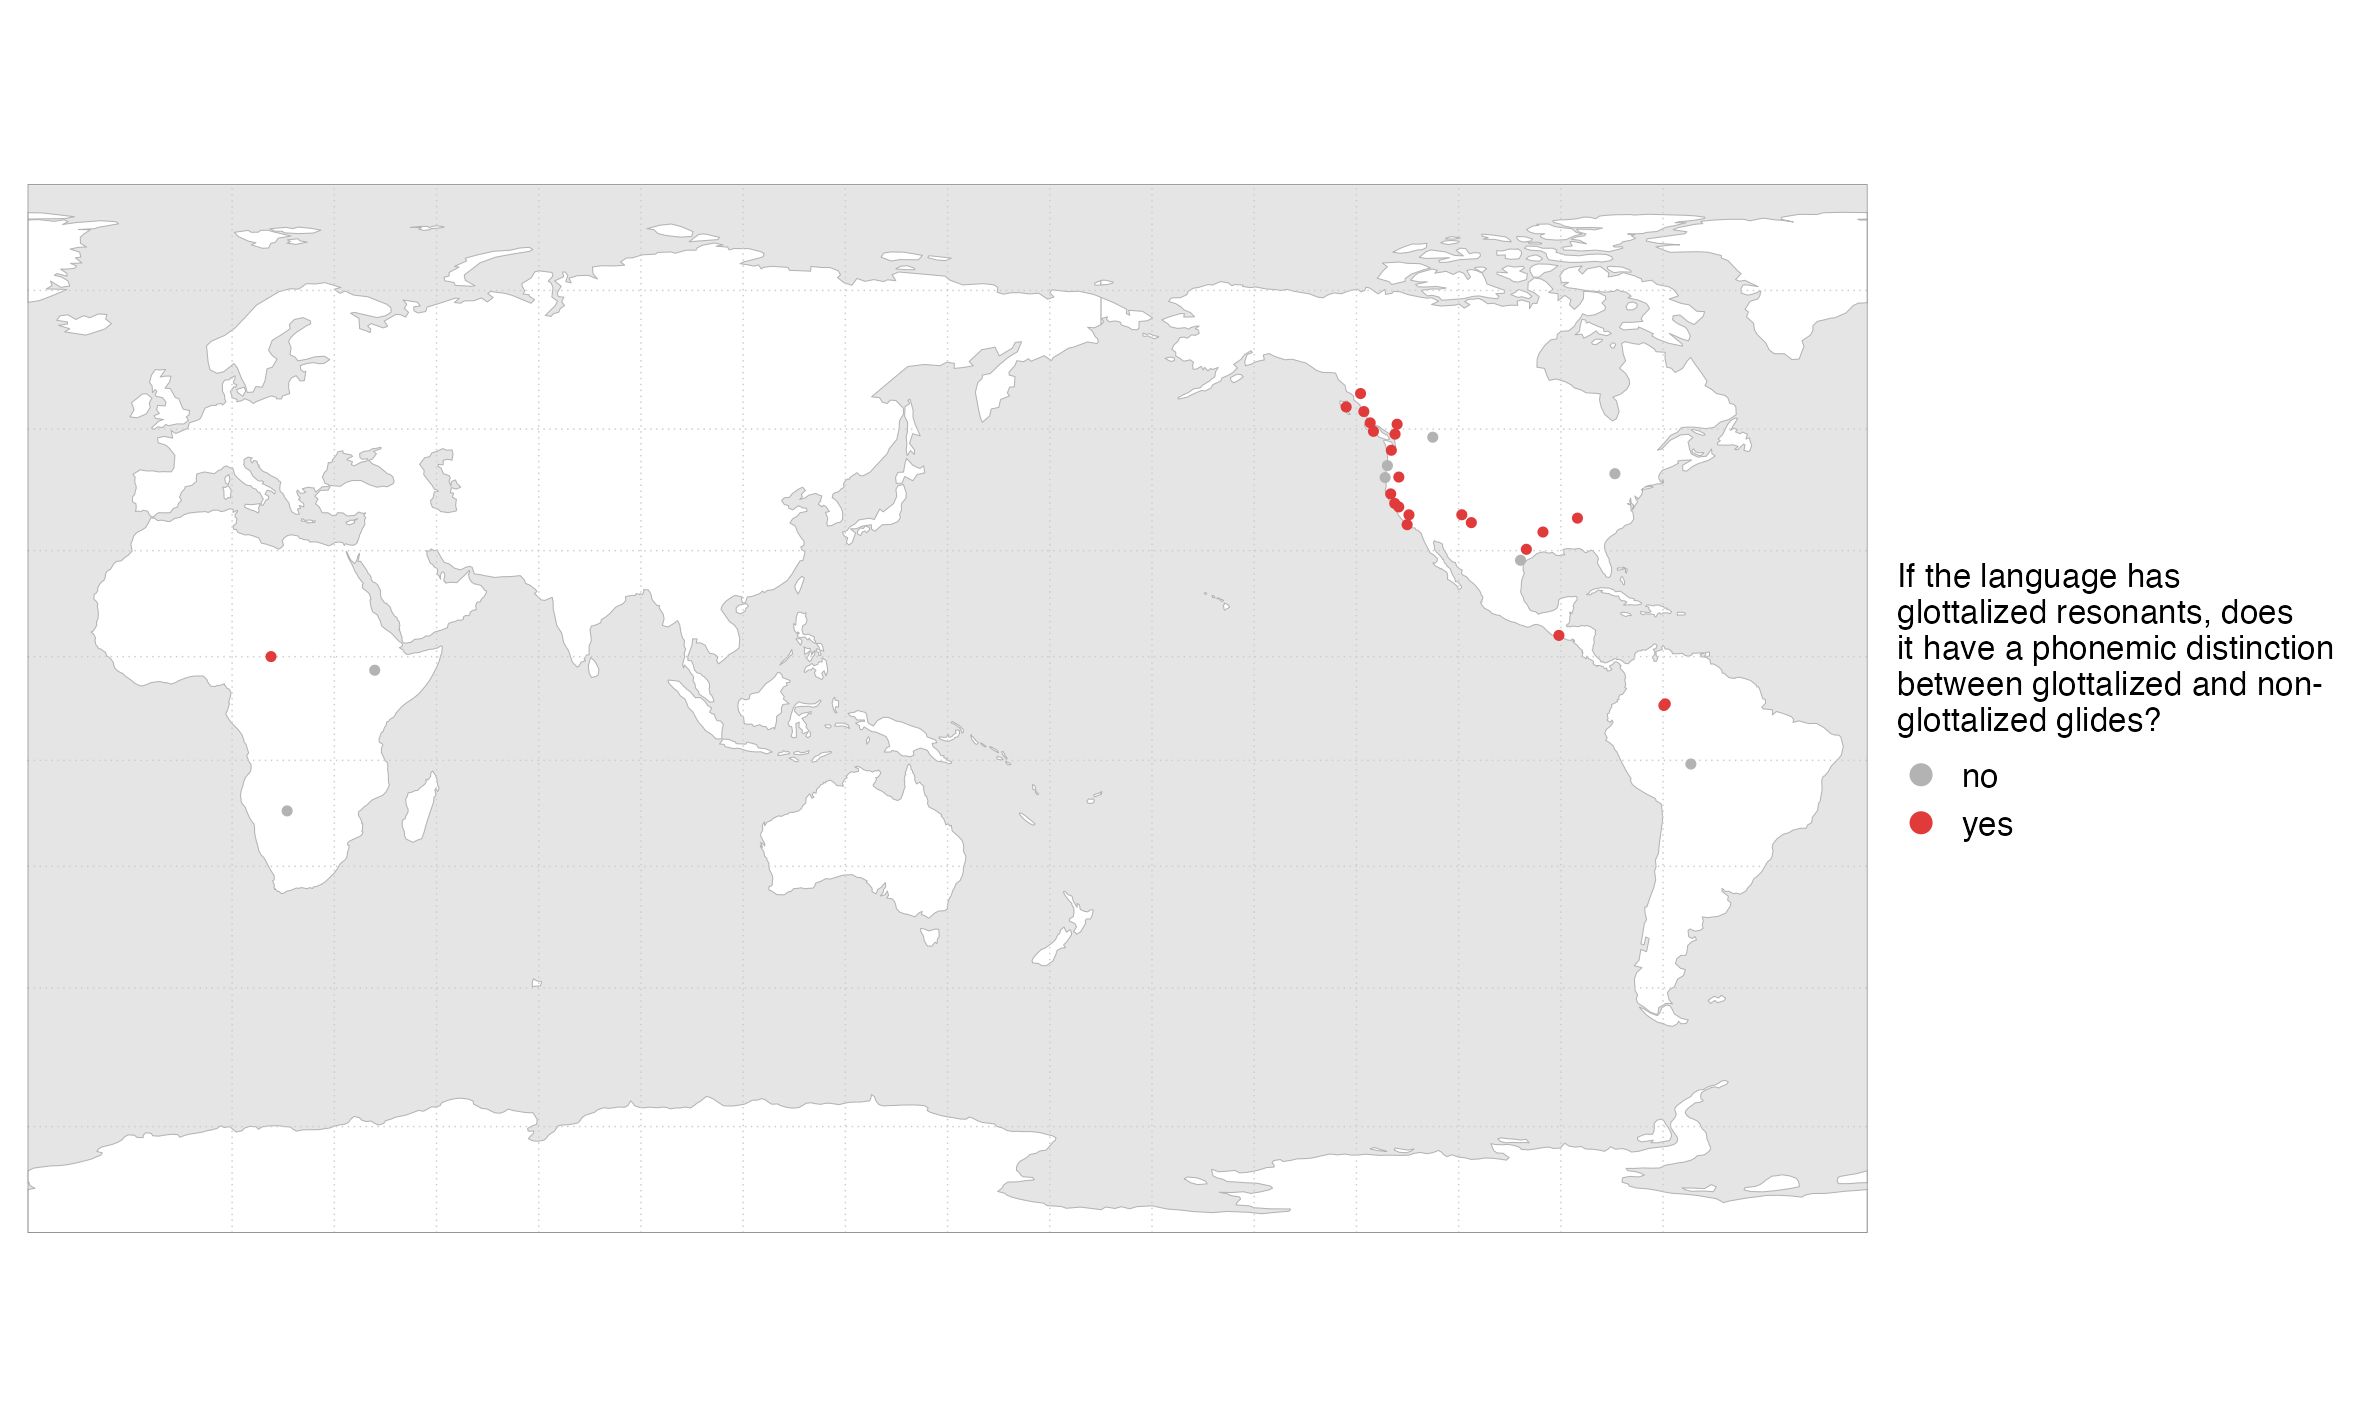 If the language has
glottalized resonants, does
it have a phonemic distinction
between glottalized and non-
glottalized glides?
no
yes